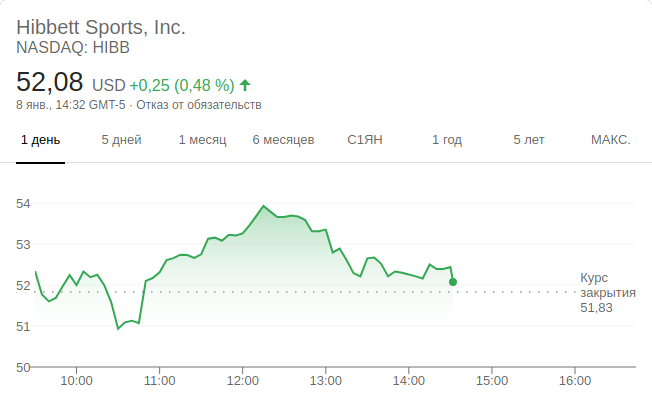 Hibbett Sports, Inc.
NASDAQ: HIBB
52,08 USD +0,25 (0,48 %)
8 янв., 14:32 GMT-5 · Отказ от обязательств
1 день 5 дней 1 месяц 6 месяцев С1ЯН 1 год 5 лет МАКС.
54
53
52
51
50
Курс
закрытия
51,83
10:00 11:00 12:00 13:00 14:00 15:00 16:00